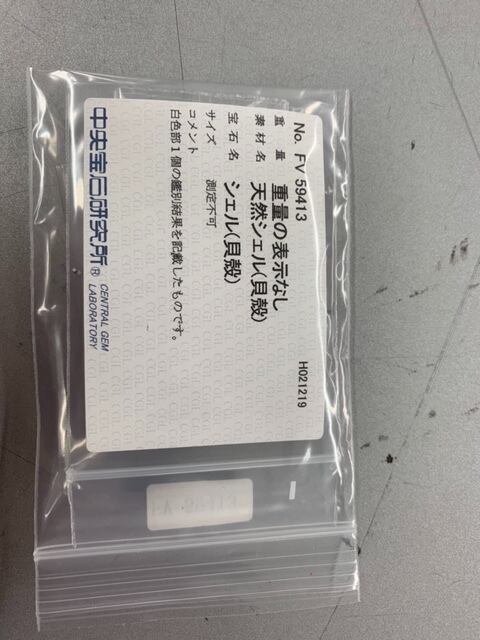 No. FV 59413
H021219
重量 重量の表示なし
素材名 天然シェル(貝殻)
宝石名 シェル(貝殻)
サイズ 測定不可
コメント
白色部1個の鑑別結果を記載したものです。
中央宝石研究所® CENTRAL GEM
LABORATORY
FV 59413